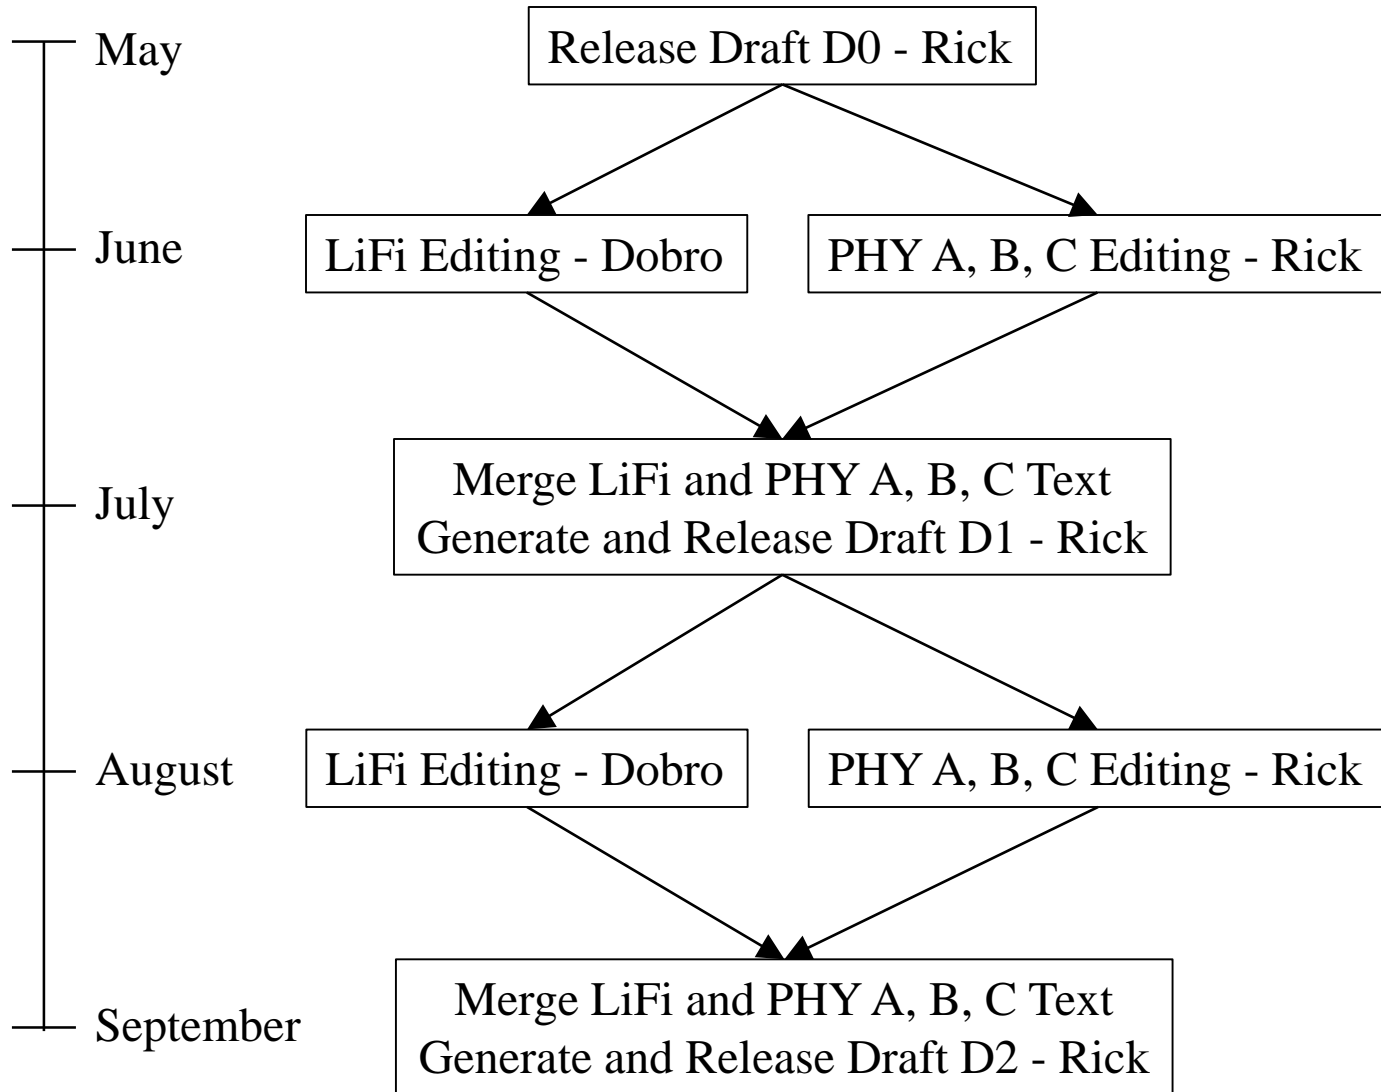 May
Release Draft D0 - Rick
June
LiFi Editing - Dobro
PHY A, B, C Editing - Rick
July
Merge LiFi and PHY A, B, C Text
Generate and Release Draft D1 - Rick
August
LiFi Editing - Dobro
PHY A, B, C Editing - Rick
September
Merge LiFi and PHY A, B, C Text
Generate and Release Draft D2 - Rick